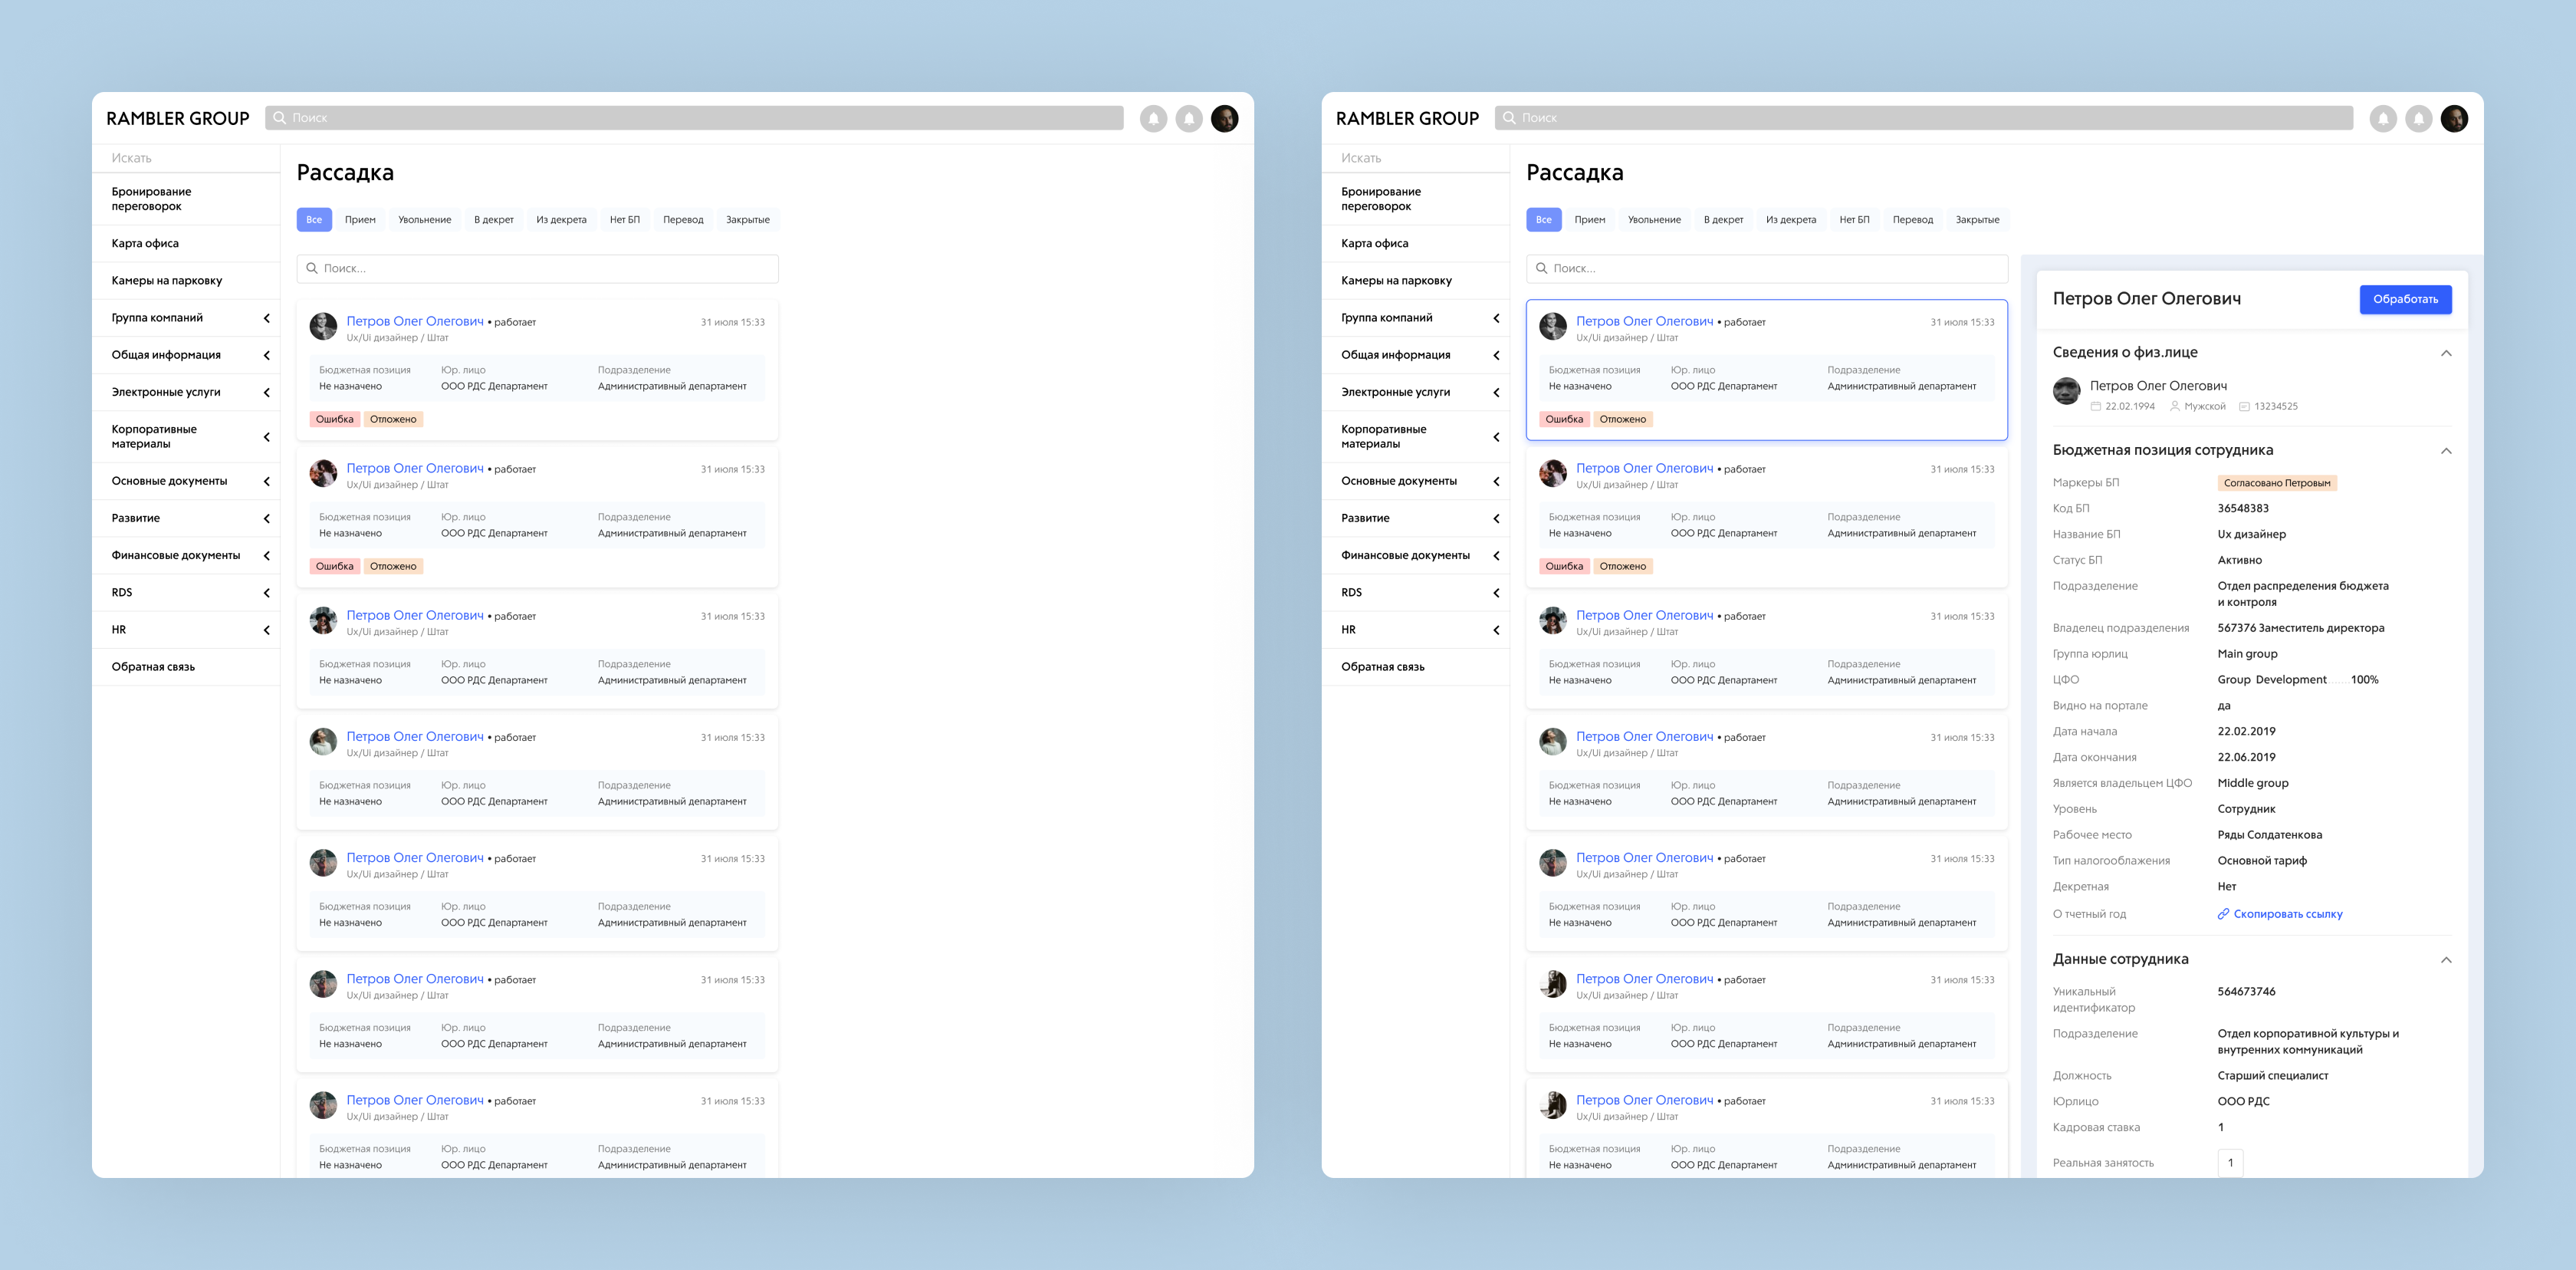 RAMBLER GROUP
Поиск
Искать
Бронирование
переговорок
Карта офиса
Камеры на парковку
Группа компаний
Общая информация
Электронные услуги
Корпоративные
материалы
Основные документы
Развитие
Финансовые документы
RDS
HR
Обратная связь
Рассадка
Все Прием Увольнение В декрет Из декрета Нет БП Перевод Закрытые
Поиск...
Петров Олег Олегович • работает 31 июля 15:33
Ux/Ui дизайнер / Штат
Бюджетная позиция Юр. лицо Подразделение
Не назначено ООО РДС Департамент Административный департамент
Ошибка Отложено
Петров Олег Олегович • работает 31 июля 15:33
Ux/Ui дизайнер / Штат
Бюджетная позиция Юр. лицо Подразделение
Не назначено ООО РДС Департамент Административный департамент
Ошибка Отложено
Петров Олег Олегович • работает 31 июля 15:33
Ux/Ui дизайнер / Штат
Бюджетная позиция Юр. лицо Подразделение
Не назначено ООО РДС Департамент Административный департамент
Петров Олег Олегович • работает 31 июля 15:33
Ux/Ui дизайнер / Штат
Бюджетная позиция Юр. лицо Подразделение
Не назначено ООО РДС Департамент Административный департамент
Петров Олег Олегович • работает 31 июля 15:33
Ux/Ui дизайнер / Штат
Бюджетная позиция Юр. лицо Подразделение
Не назначено ООО РДС Департамент Административный департамент
Петров Олег Олегович • работает 31 июля 15:33
Ux/Ui дизайнер / Штат
Бюджетная позиция Юр. лицо Подразделение
Не назначено ООО РДС Департамент Административный департамент
Петров Олег Олегович • работает 31 июля 15:33
Ux/Ui дизайнер / Штат
Бюджетная позиция Юр. лицо Подразделение
Не назначено ООО РДС Департамент Административный департамент
RAMBLER GROUP
Поиск
Искать
Бронирование
переговорок
Карта офиса
Камеры на парковку
Группа компаний
Общая информация
Электронные услуги
Корпоративные
материалы
Основные документы
Развитие
Финансовые документы
RDS
HR
Обратная связь
Рассадка
Все Прием Увольнение В декрет Из декрета Нет БП Перевод Закрытые
Поиск...
Петров Олег Олегович • работает 31 июля 15:33
Ux/Ui дизайнер / Штат
Бюджетная позиция Юр. лицо Подразделение
Не назначено ООО РДС Департамент Административный департамент
Ошибка Отложено
Петров Олег Олегович • работает 31 июля 15:33
Ux/Ui дизайнер / Штат
Бюджетная позиция Юр. лицо Подразделение
Не назначено ООО РДС Департамент Административный департамент
Ошибка Отложено
Петров Олег Олегович • работает 31 июля 15:33
Ux/Ui дизайнер / Штат
Бюджетная позиция Юр. лицо Подразделение
Не назначено ООО РДС Департамент Административный департамент
Петров Олег Олегович • работает 31 июля 15:33
Ux/Ui дизайнер / Штат
Бюджетная позиция Юр. лицо Подразделение
Не назначено ООО РДС Департамент Административный департамент
Петров Олег Олегович • работает 31 июля 15:33
Ux/Ui дизайнер / Штат
Бюджетная позиция Юр. лицо Подразделение
Не назначено ООО РДС Департамент Административный департамент
Петров Олег Олегович • работает 31 июля 15:33
Ux/Ui дизайнер / Штат
Бюджетная позиция Юр. лицо Подразделение
Не назначено ООО РДС Департамент Административный департамент
Петров Олег Олегович • работает 31 июля 15:33
Ux/Ui дизайнер / Штат
Бюджетная позиция Юр. лицо Подразделение
Не назначено ООО РДС Департамент Административный департамент
Петров Олег Олегович Обработать
Сведения о физ.лице
Петров Олег Олегович
22.02.1994 Мужской 13234525
Бюджетная позиция сотрудника
Маркеры БП Согласовано Петровым
Код БП 36548383
Название БП Ux дизайнер
Статус БП Активно
Подразделение Отдел распределения бюджета
и контроля
Владелец подразделения 567376 Заместитель директора
Группа юрлиц Main group
ЦФО Group Development ...... 100%
Видно на портале да
Дата начала 22.02.2019
Дата окончания 22.06.2019
Является владельцем ЦФО Middle group
Уровень Сотрудник
Рабочее место Ряды Солдатенкова
Тип налогооблажения Основной тариф
Декретная Нет
О тчетный год Скопировать ссылку
Данные сотрудника
Уникальный 564673746
идентификатор
Подразделение Отдел корпоративной культуры и
внутренних коммуникаций
Должность Старший специалист
Юрлицо ООО РДС
Кадровая ставка 1
Реальная занятость 1